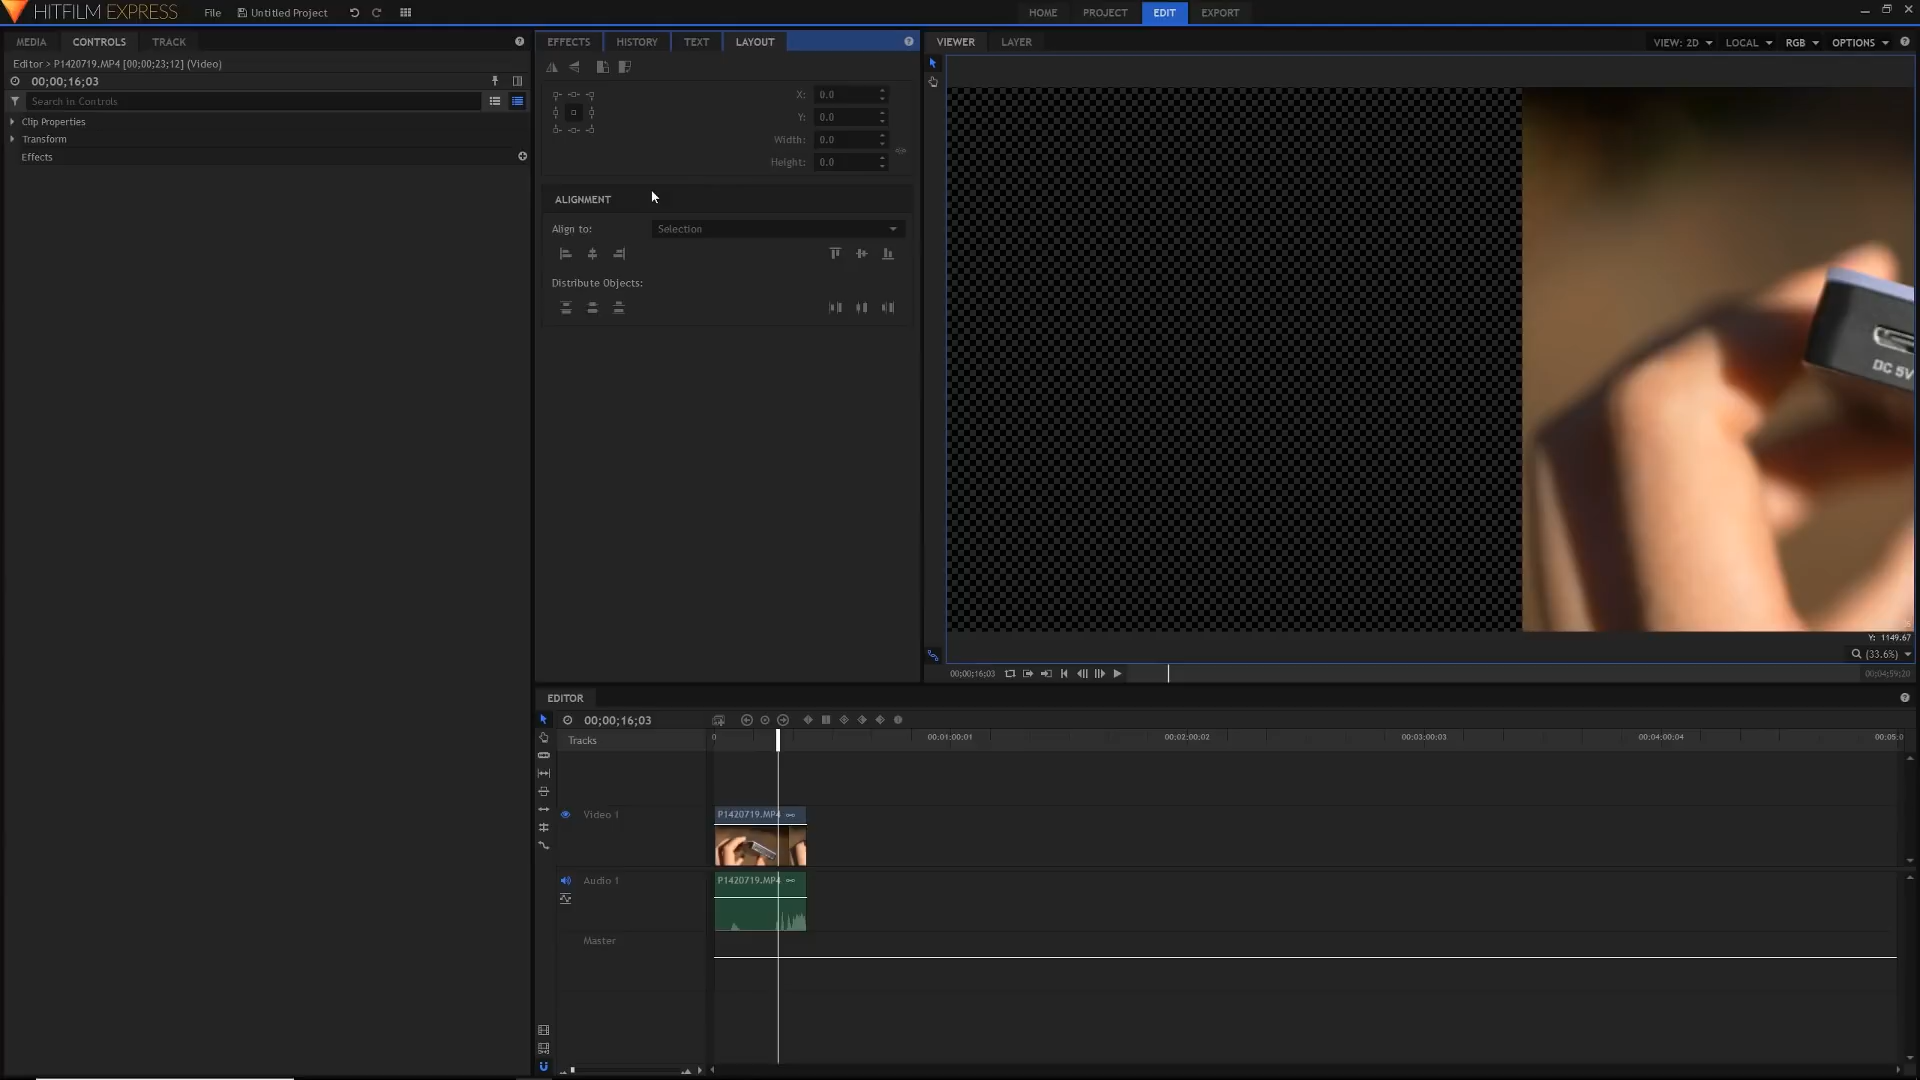 HITFILM EXPRESS
File
Untitled Project
HOME
PROJECT
EDIT
EXPORT
MEDIA
CONTROLS
TRACK
EFFECTS
HISTORY
TEXT
LAYOUT
VIEWER
LAYER
VIEW: 2D
LOCAL
RGB
OPTIONS
Editor > P1420719.MP4 [00;00;23;12] (Video)
00;00;16;03
Search in Controls
Clip Properties
Transform
Effects
X: 0.0
Y: 0.0
Width: 0.0
Height: 0.0
ALIGNMENT
Align to: Selection
Distribute Objects:
DC 5V
Y: 1149.67
(33.6%)
00;00;16;03
00;04;59;20
EDITOR
00;00;16;03
Tracks
0
00;01;00;01
00;02;00;02
00;03;00;03
00;04;00;04
00;05;0
Video 1
P1420719.MP4
Audio 1
P1420719.MP4
Master